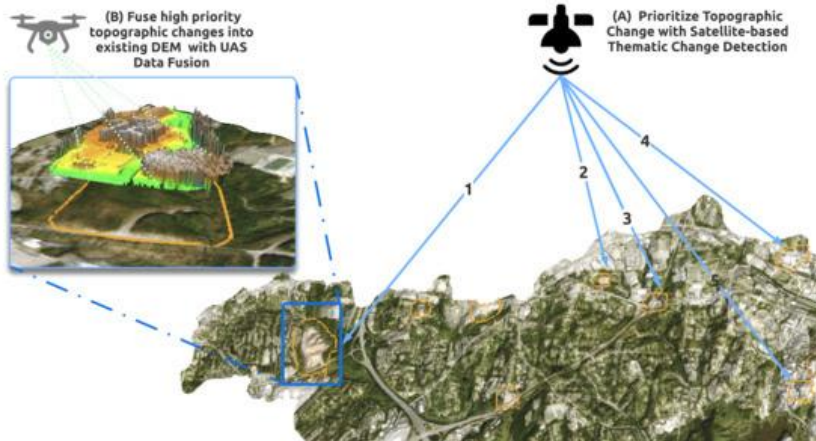 (B) Fuse high priority
topographic changes into
existing DEM with UAS
Data Fusion
(A) Prioritize Topographic
Change with Satellite-based
Thematic Change Detection
1
2
3
4
5